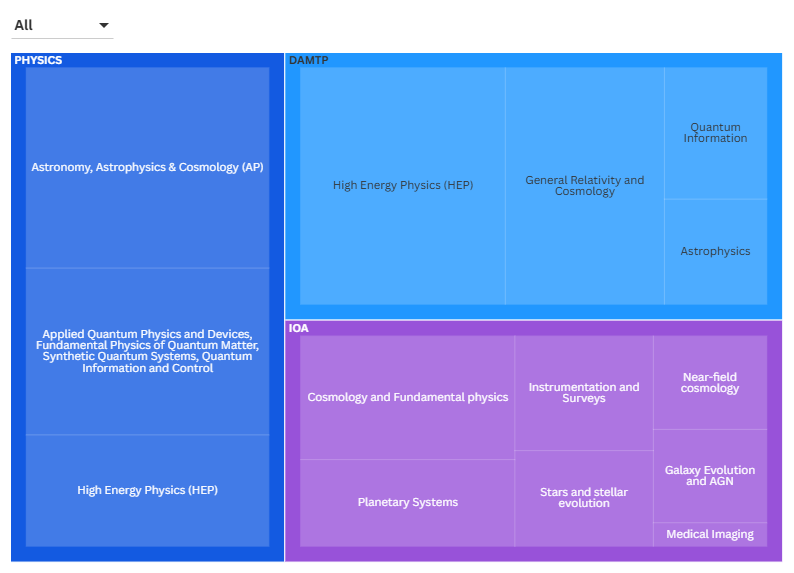 All
PHYSICS
Astronomy, Astrophysics & Cosmology (AP)
Applied Quantum Physics and Devices,
Fundamental Physics of Quantum Matter,
Synthetic Quantum Systems, Quantum
Information and Control
High Energy Physics (HEP)
DAMTP
High Energy Physics (HEP)
General Relativity and
Cosmology
Quantum
Information
Astrophysics
IOA
Cosmology and Fundamental physics
Planetary Systems
Instrumentation and
Surveys
Stars and stellar
evolution
Near-field
cosmology
Galaxy Evolution
and AGN
Medical Imaging